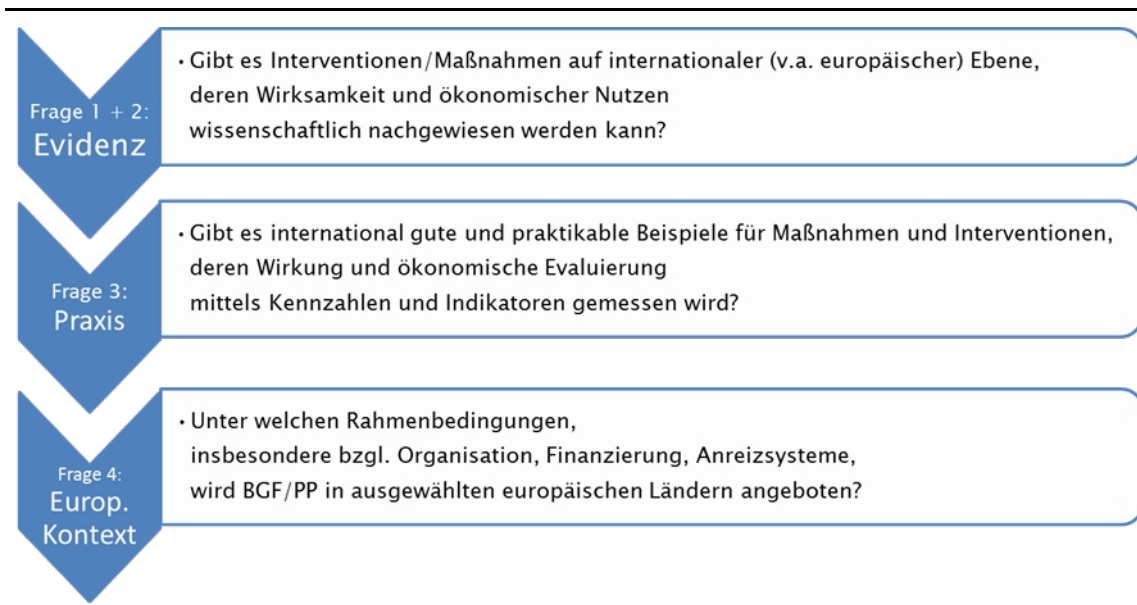 Frage 1 + 2:
Evidenz
· Gibt es Interventionen/Maßnahmen auf internationaler (v.a. europäischer) Ebene,
deren Wirksamkeit und ökonomischer Nutzen
wissenschaftlich nachgewiesen werden kann?
Frage 3:
Praxis
· Gibt es international gute und praktikable Beispiele für Maßnahmen und Interventionen,
deren Wirkung und ökonomische Evaluierung
mittels Kennzahlen und Indikatoren gemessen wird?
Frage 4:
Europ.
Kontext
· Unter welchen Rahmenbedingungen,
insbesondere bzgl. Organisation, Finanzierung, Anreizsysteme,
wird BGF/PP in ausgewählten europäischen Ländern angeboten?